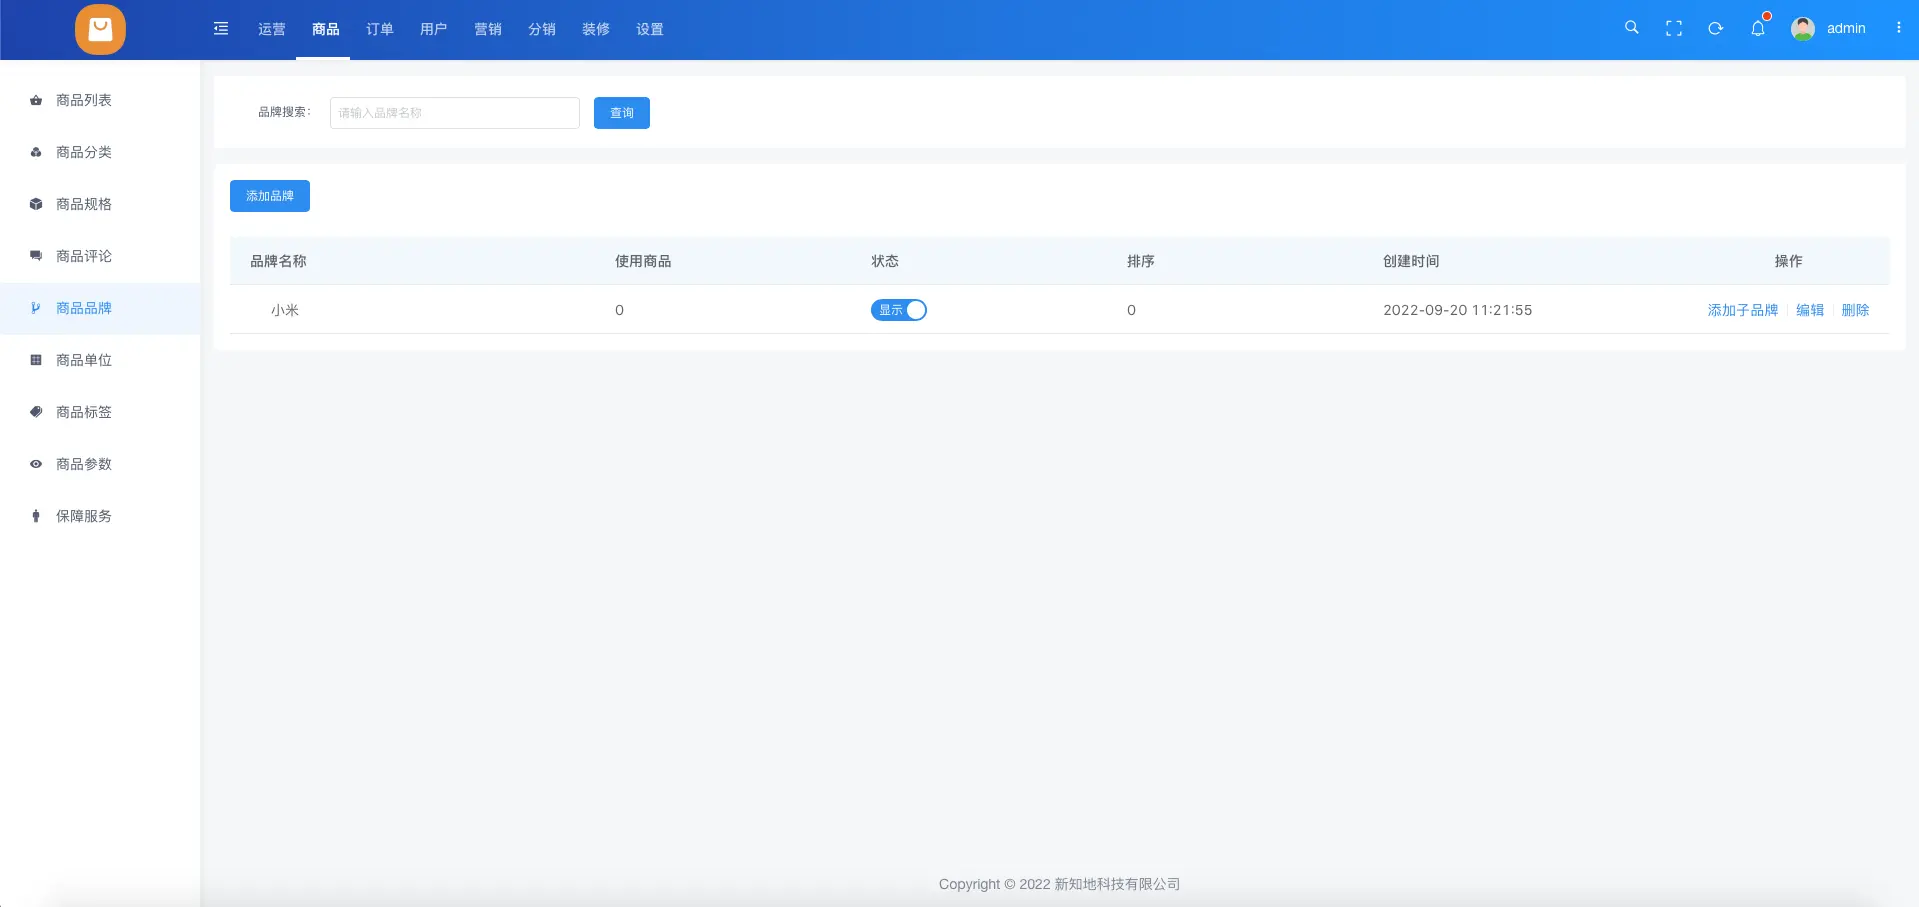 运营 商品 订单 用户 营销 分销 装修 设置 admin
商品列表
商品分类
商品规格
商品评论
商品品牌
商品单位
商品标签
商品参数
保障服务
品牌搜索： 请输入品牌名称 查询
添加品牌
品牌名称 使用商品 状态 排序 创建时间 操作
小米 0 显示 0 2022-09-20 11:21:55 添加子品牌 编辑 删除
Copyright © 2022 新知地科技有限公司